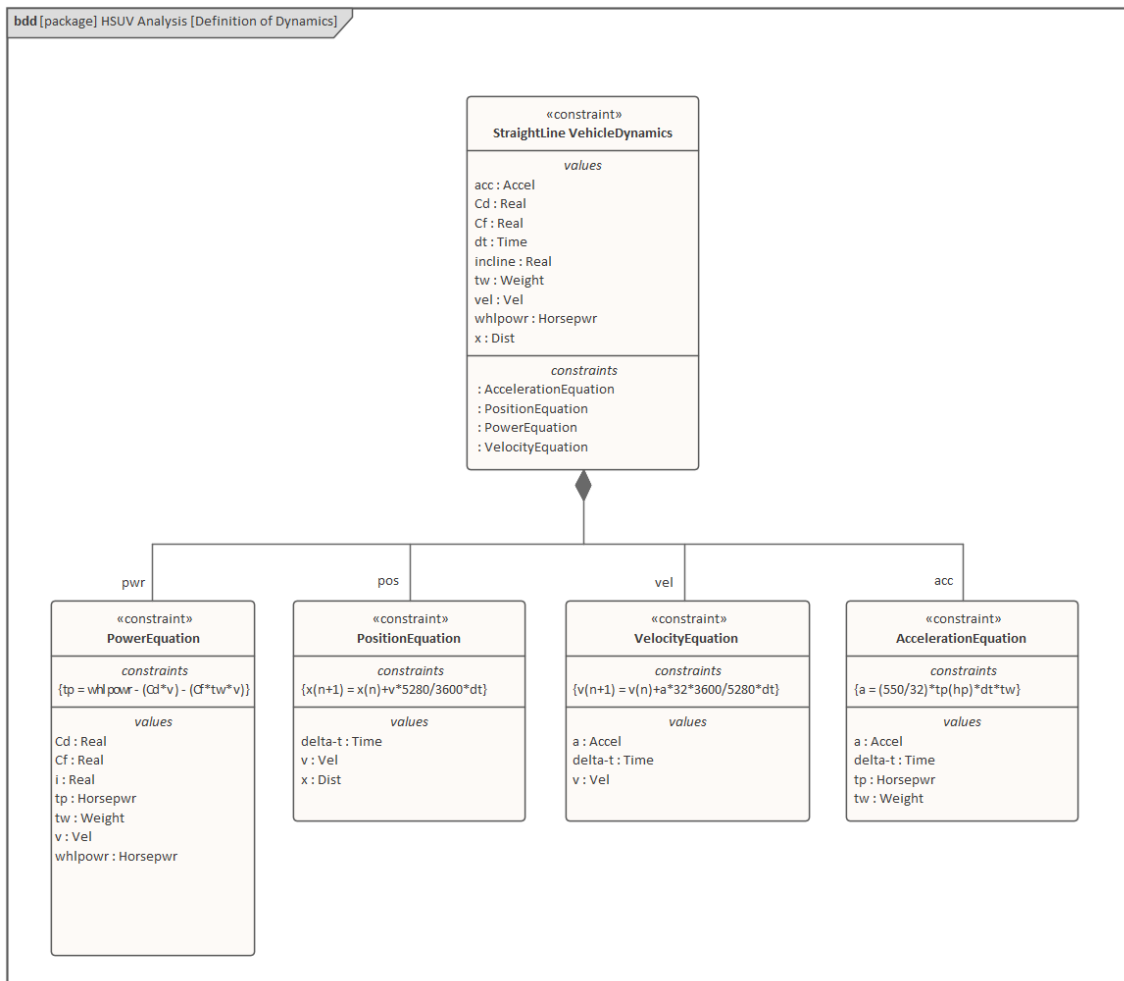 bdd [package] HSUV Analysis [Definition of Dynamics]
«constraint»
StraightLine VehicleDynamics
values
acc : Accel
Cd : Real
Cf : Real
dt : Time
incline : Real
tw : Weight
vel : Vel
whlpowr : Horsepwr
x : Dist
constraints
: AccelerationEquation
: PositionEquation
: PowerEquation
: VelocityEquation
pwr
pos
vel
acc
«constraint»
PowerEquation
constraints
{tp = whlpowr - (Cd*v) - (Cf*tw*v)}
values
Cd : Real
Cf : Real
i : Real
tp : Horsepwr
tw : Weight
v : Vel
whlpowr : Horsepwr
«constraint»
PositionEquation
constraints
{x(n+1) = x(n)+v*5280/3600*dt}
values
delta-t : Time
v : Vel
x : Dist
«constraint»
VelocityEquation
constraints
{v(n+1) = v(n)+a*32*3600/5280*dt}
values
a : Accel
delta-t : Time
v : Vel
«constraint»
AccelerationEquation
constraints
{a = (550/32)*tp(hp)*dt*tw}
values
a : Accel
delta-t : Time
tp : Horsepwr
tw : Weight